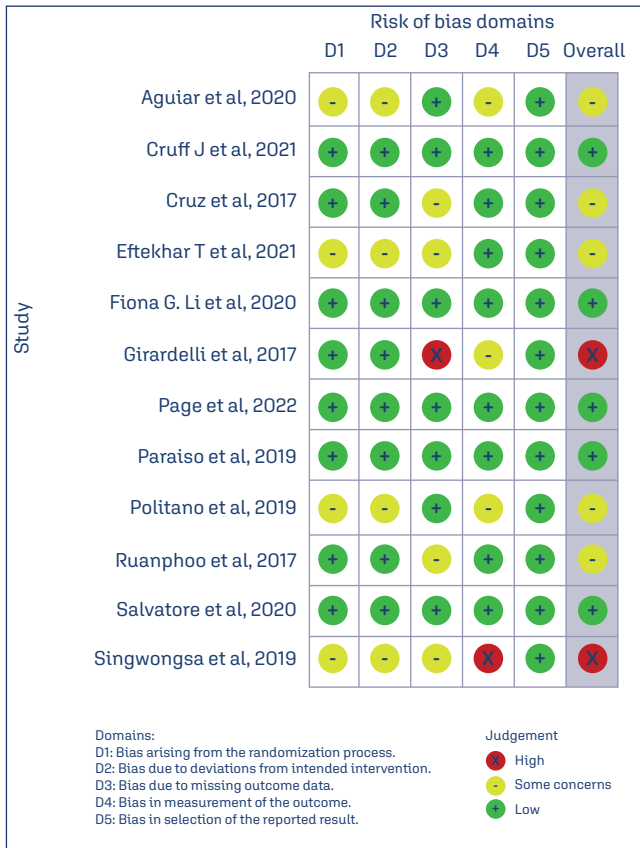 Risk of bias domains
D1 D2 D3 D4 D5 Overall
Study
Aguiar et al, 2020 - - + - + -
Cruff J et al, 2021 + + + + + +
Cruz et al, 2017 + + - + + -
Eftekhar T et al, 2021 - - - + + -
Fiona G. Li et al, 2020 + + + + + +
Girardelli et al, 2017 + + X - + X
Page et al, 2022 + + + + + +
Paraiso et al, 2019 + + + + + +
Politano et al, 2019 - - + - + -
Ruanphoo et al, 2017 + + - + + -
Salvatore et al, 2020 + + + + + +
Singwongsa et al, 2019 - - - X + X
Domains:
D1: Bias arising from the randomization process.
D2: Bias due to deviations from intended intervention.
D3: Bias due to missing outcome data.
D4: Bias in measurement of the outcome.
D5: Bias in selection of the reported result.
Judgement
X High
- Some concerns
+ Low